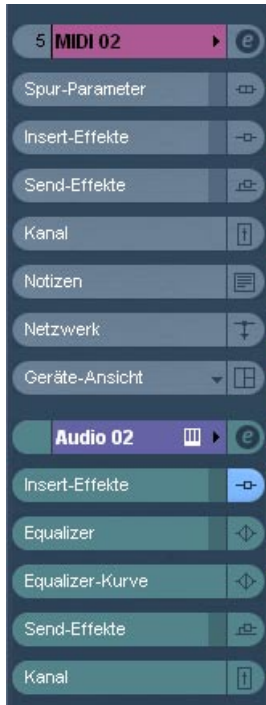 5 MIDI 02
Spur-Parameter
Insert-Effekte
Send-Effekte
Kanal
Notizen
Netzwerk
Geräte-Ansicht
Audio 02
Insert-Effekte
Equalizer
Equalizer-Kurve
Send-Effekte
Kanal